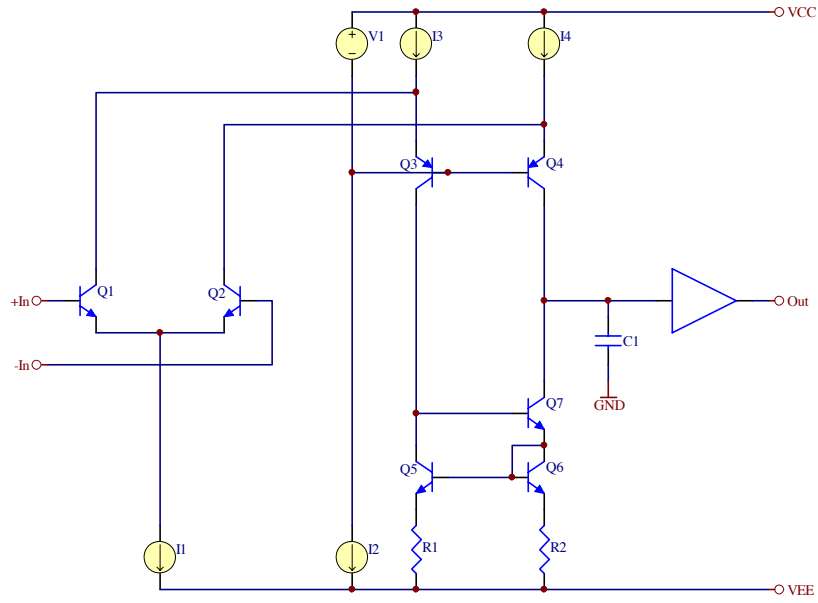 VCC
V1
I3
I4
Q3
Q4
Q1
Q2
+In
Out
C1
-In
GND
Q7
Q5
Q6
I1
I2
R1
R2
VEE